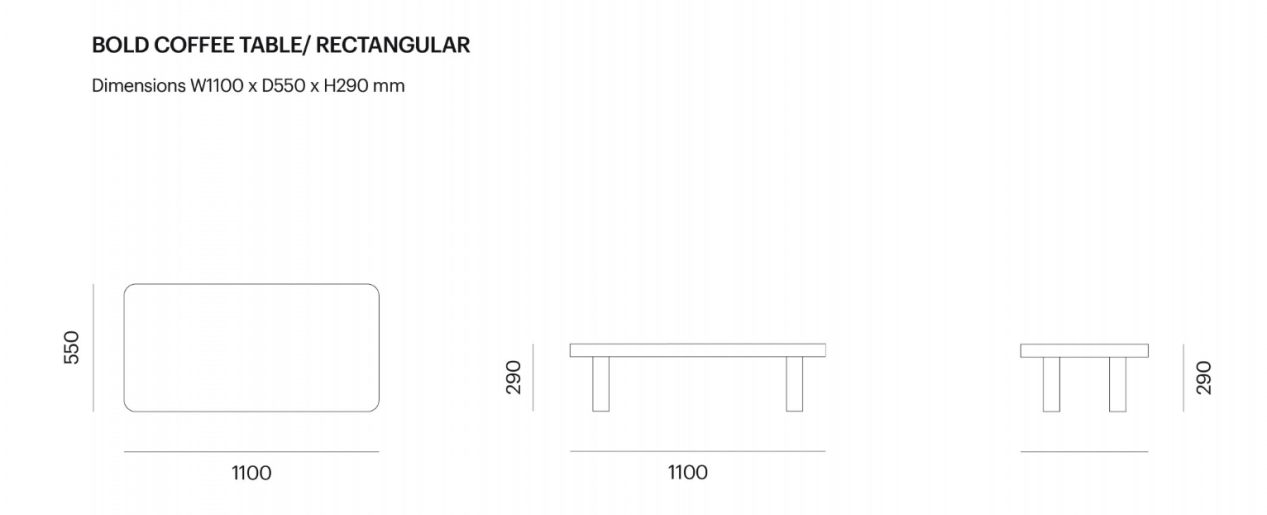 BOLD COFFEE TABLE/ RECTANGULAR
Dimensions W1100 x D550 x H290 mm
550
1100
290
1100
290